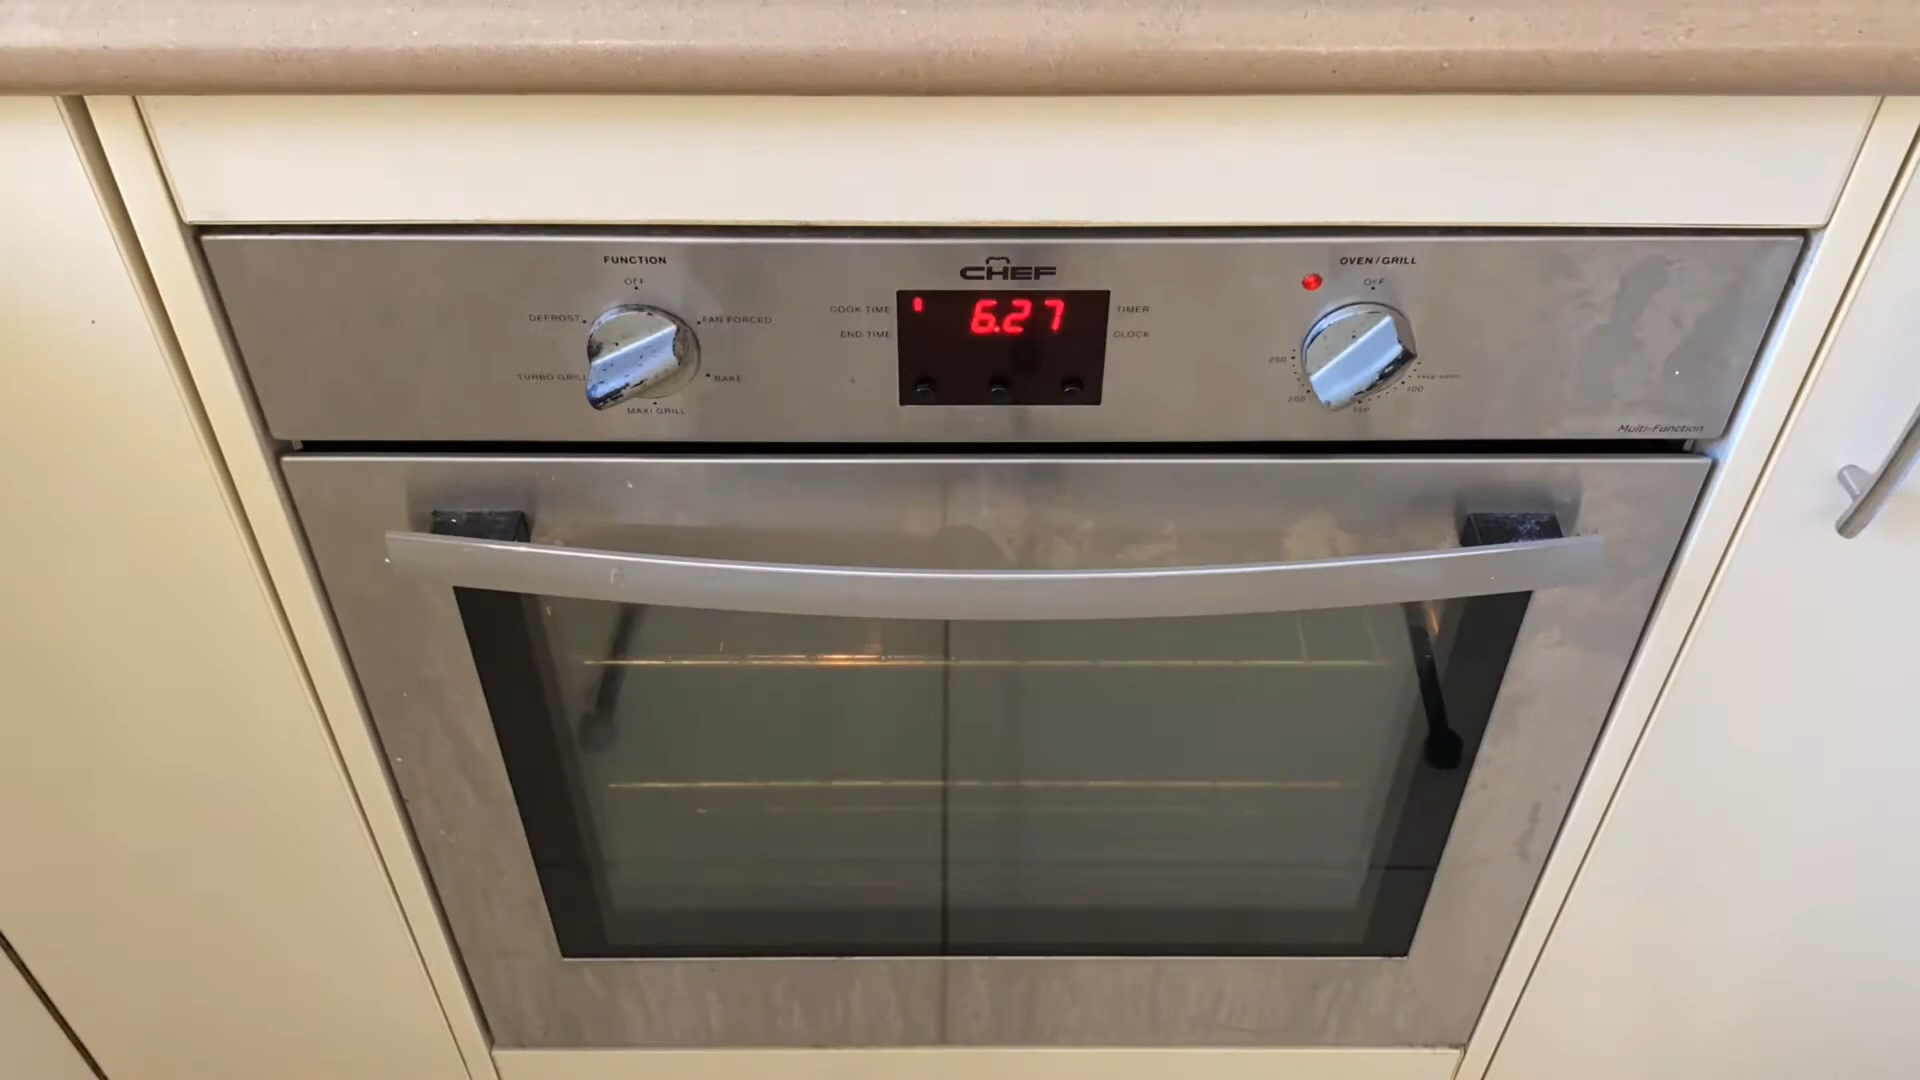 FUNCTION
OFF
DEFROST
FAN FORCED
TURBO GRILL
BAKE
MAXI GRILL
CHEF
COOK TIME
6.27
TIMER
END TIME
CLOCK
OVEN/GRILL
OFF
250
100
200
150
Multi-Function